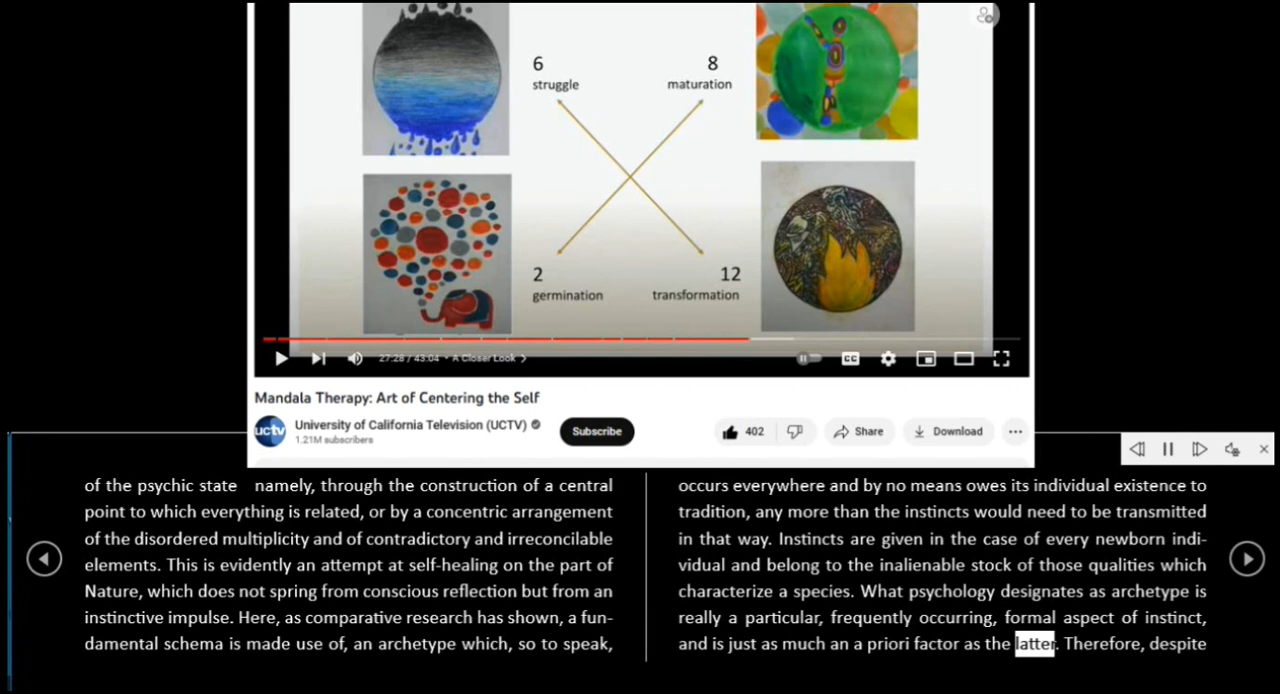 6
struggle
8
maturation
2
germination
12
transformation
27:28 / 43:04 • A Closer Look
CC
Mandala Therapy: Art of Centering the Self
uctv
University of California Television (UCTV)
1.21M subscribers
Subscribe
402
Share
Download
of the psychic state namely, through the construction of a central
point to which everything is related, or by a concentric arrangement
of the disordered multiplicity and of contradictory and irreconcilable
elements. This is evidently an attempt at self-healing on the part of
Nature, which does not spring from conscious reflection but from an
instinctive impulse. Here, as comparative research has shown, a fun-
damental schema is made use of, an archetype which, so to speak,
occurs everywhere and by no means owes its individual existence to
tradition, any more than the instincts would need to be transmitted
in that way. Instincts are given in the case of every newborn indi-
vidual and belong to the inalienable stock of those qualities which
characterize a species. What psychology designates as archetype is
really a particular, frequently occurring, formal aspect of instinct,
and is just as much an a priori factor as the latter. Therefore, despite